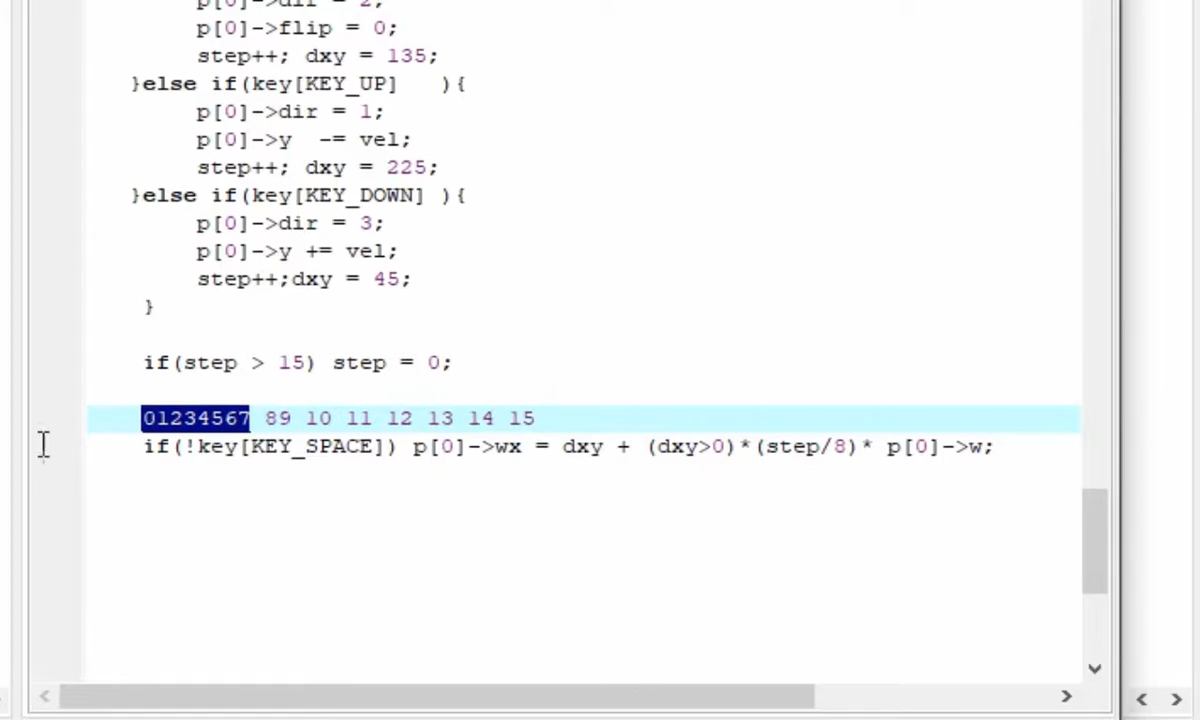 p[0]->dir = 2;
p[0]->flip = 0;
step++; dxy = 135;
}else if(key[KEY_UP]   ){
p[0]->dir = 1;
p[0]->y  -= vel;
step++; dxy = 225;
}else if(key[KEY_DOWN] ){
p[0]->dir = 3;
p[0]->y += vel;
step++;dxy = 45;
}
if(step > 15) step = 0;
01234567 89 10 11 12 13 14 15
if(!key[KEY_SPACE]) p[0]->wx = dxy + (dxy>0)*(step/8)* p[0]->w;